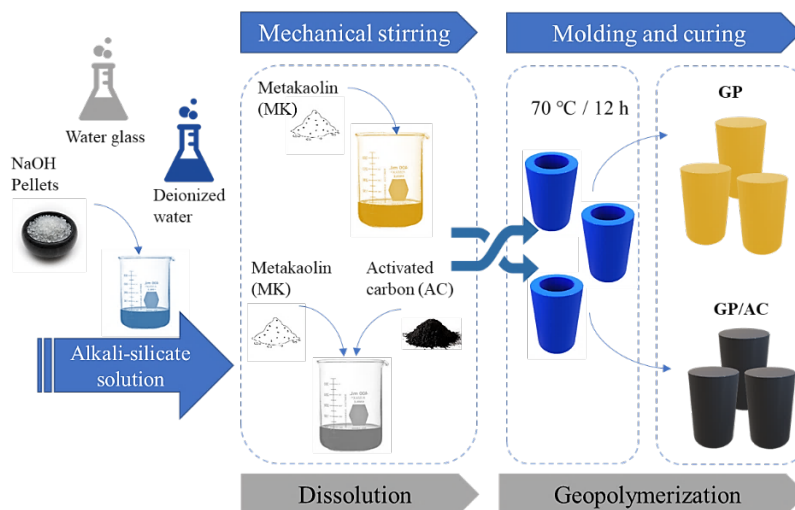 Mechanical stirring
Molding and curing
Water glass
NaOH
Pellets
Deionized
water
Alkali-silicate
solution
Metakaolin
(MK)
Metakaolin
(MK)
Activated
carbon (AC)
70 °C / 12 h
GP
GP/AC
Dissolution
Geopolymerization